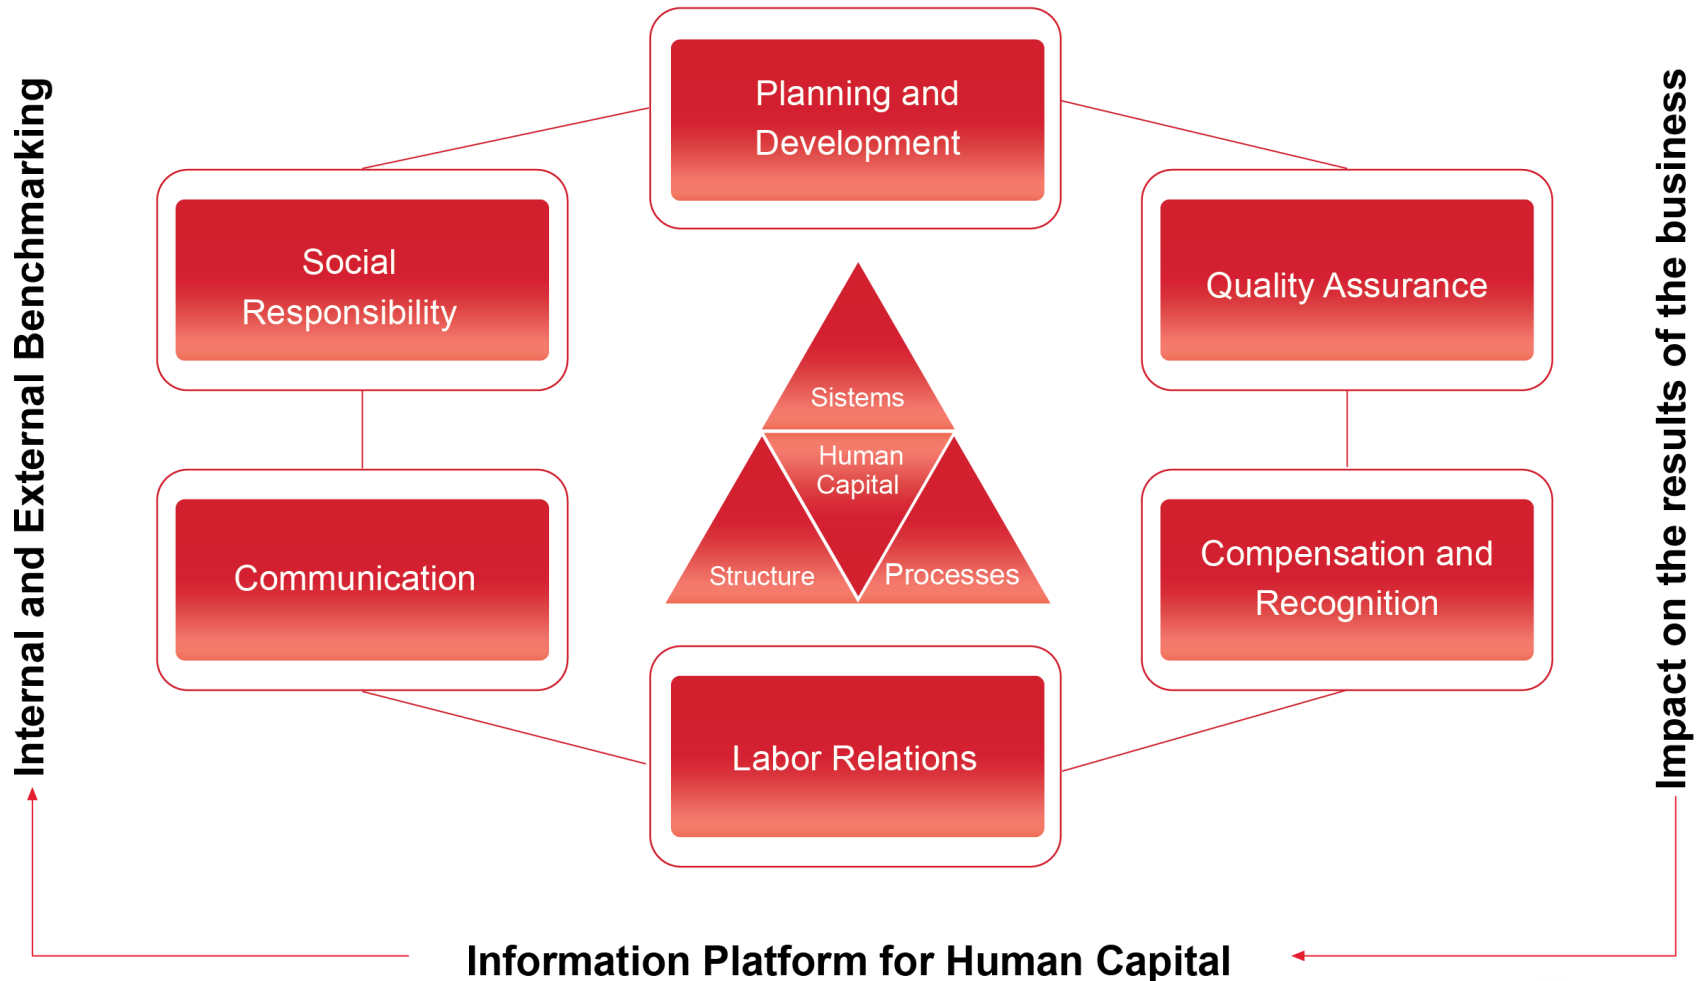 Planning and
Development
Social
Responsibility
Quality Assurance
Sistems
Human
Capital
Structure
Processes
Communication
Compensation and
Recognition
Labor Relations
Internal and External Benchmarking
Impact on the results of the business
Information Platform for Human Capital